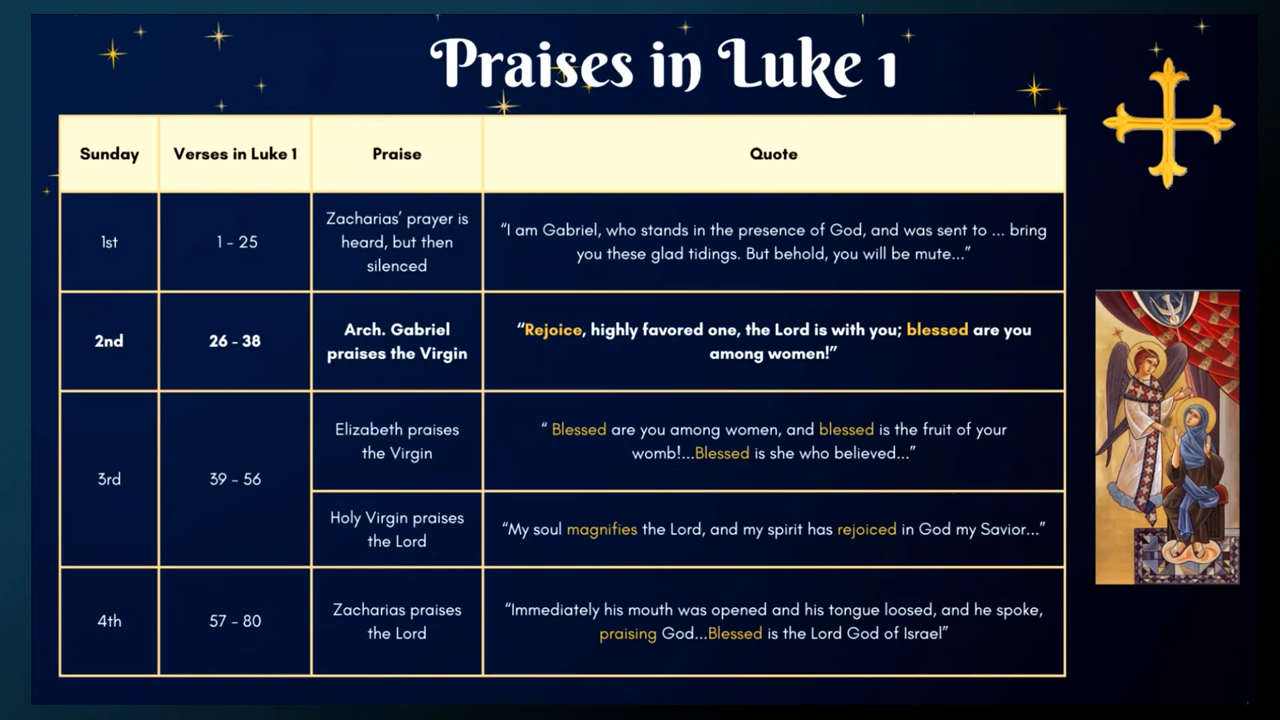 Praises in Luke 1
Sunday
Verses in Luke 1
Praise
Quote
1st
1 - 25
Zacharias’ prayer is
heard, but then
silenced
“I am Gabriel, who stands in the presence of God, and was sent to ... bring
you these glad tidings. But behold, you will be mute...”
2nd
26 - 38
Arch. Gabriel
praises the Virgin
“Rejoice, highly favored one, the Lord is with you; blessed are you
among women!”
3rd
39 - 56
Elizabeth praises
the Virgin
“ Blessed are you among women, and blessed is the fruit of your
womb!...Blessed is she who believed...”
Holy Virgin praises
the Lord
“My soul magnifies the Lord, and my spirit has rejoiced in God my Savior...”
4th
57 - 80
Zacharias praises
the Lord
“Immediately his mouth was opened and his tongue loosed, and he spoke,
praising God...Blessed is the Lord God of Israel”